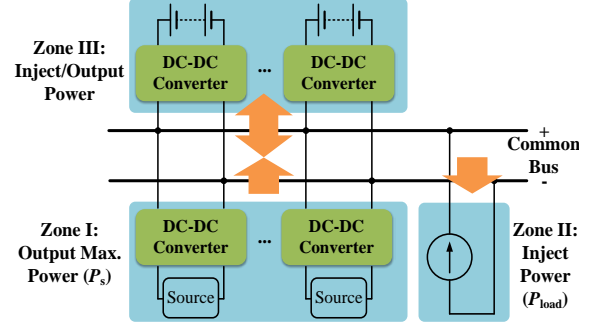 Zone III:
Inject/Output
Power
DC-DC
Converter
...
DC-DC
Converter
+
Common
Bus
-
Zone I:
Output Max.
Power (Ps)
DC-DC
Converter
...
DC-DC
Converter
Source
Source
Zone II:
Inject
Power
(Pload)